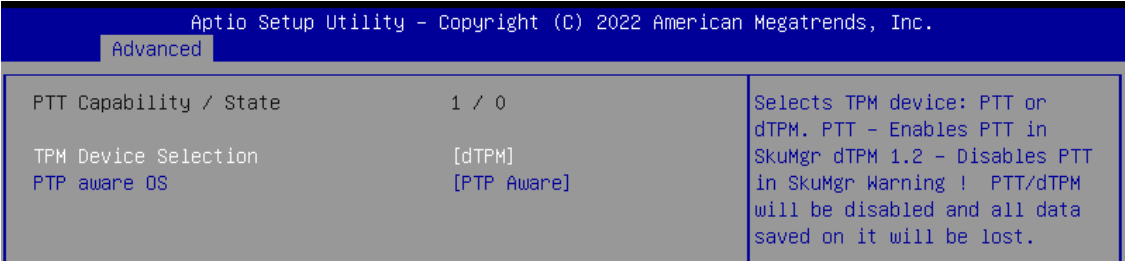 Aptio Setup Utility – Copyright (C) 2022 American Megatrends, Inc.
Advanced
PTT Capability / State 1 / 0
TPM Device Selection [dTPM]
PTP aware OS [PTP Aware]
Selects TPM device: PTT or
dTPM. PTT – Enables PTT in
SkuMgr dTPM 1.2 – Disables PTT
in SkuMgr Warning ! PTT/dTPM
will be disabled and all data
saved on it will be lost.